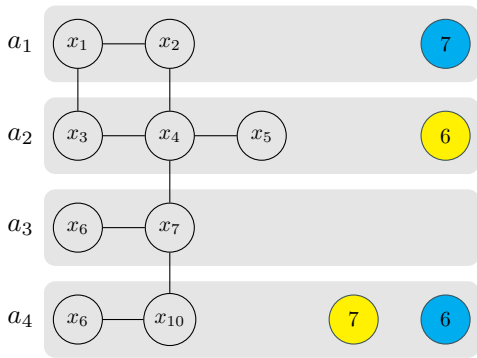 a₁ x₁ x₂ 7
a₂ x₃ x₄ x₅ 6
a₃ x₆ x₇
a₄ x₆ x₁₀ 7 6